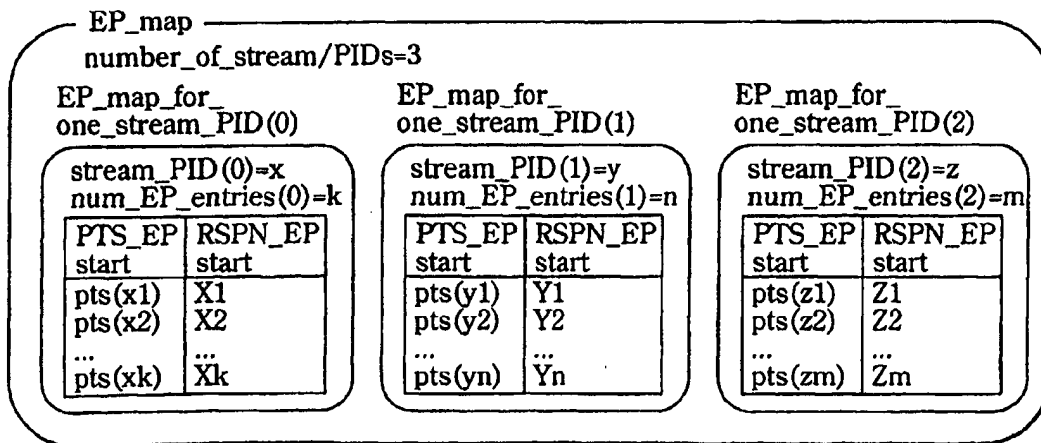 EP_map
number_of_stream/PIDs=3
EP_map_for_
one_stream_PID(0)
stream_PID(0)=x
num_EP_entries(0)=k
PTS_EP RSPN_EP
start start
pts(x1) X1
pts(x2) X2
... ...
pts(xk) Xk
EP_map_for_
one_stream_PID(1)
stream_PID(1)=y
num_EP_entries(1)=n
PTS_EP RSPN_EP
start start
pts(y1) Y1
pts(y2) Y2
... ...
pts(yn) Yn
EP_map_for_
one_stream_PID(2)
stream_PID(2)=z
num_EP_entries(2)=m
PTS_EP RSPN_EP
start start
pts(z1) Z1
pts(z2) Z2
... ...
pts(zm) Zm